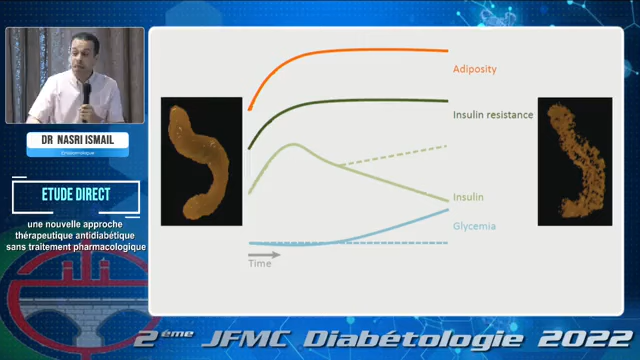 DR NASRI ISMAIL
ETUDE DIRECT
une nouvelle approche
thérapeutique antidiabétique
sans traitement pharmacologique
Adiposity
Insulin resistance
Insulin
Glycemia
Time
2ème JFMC Diabétologie 2022